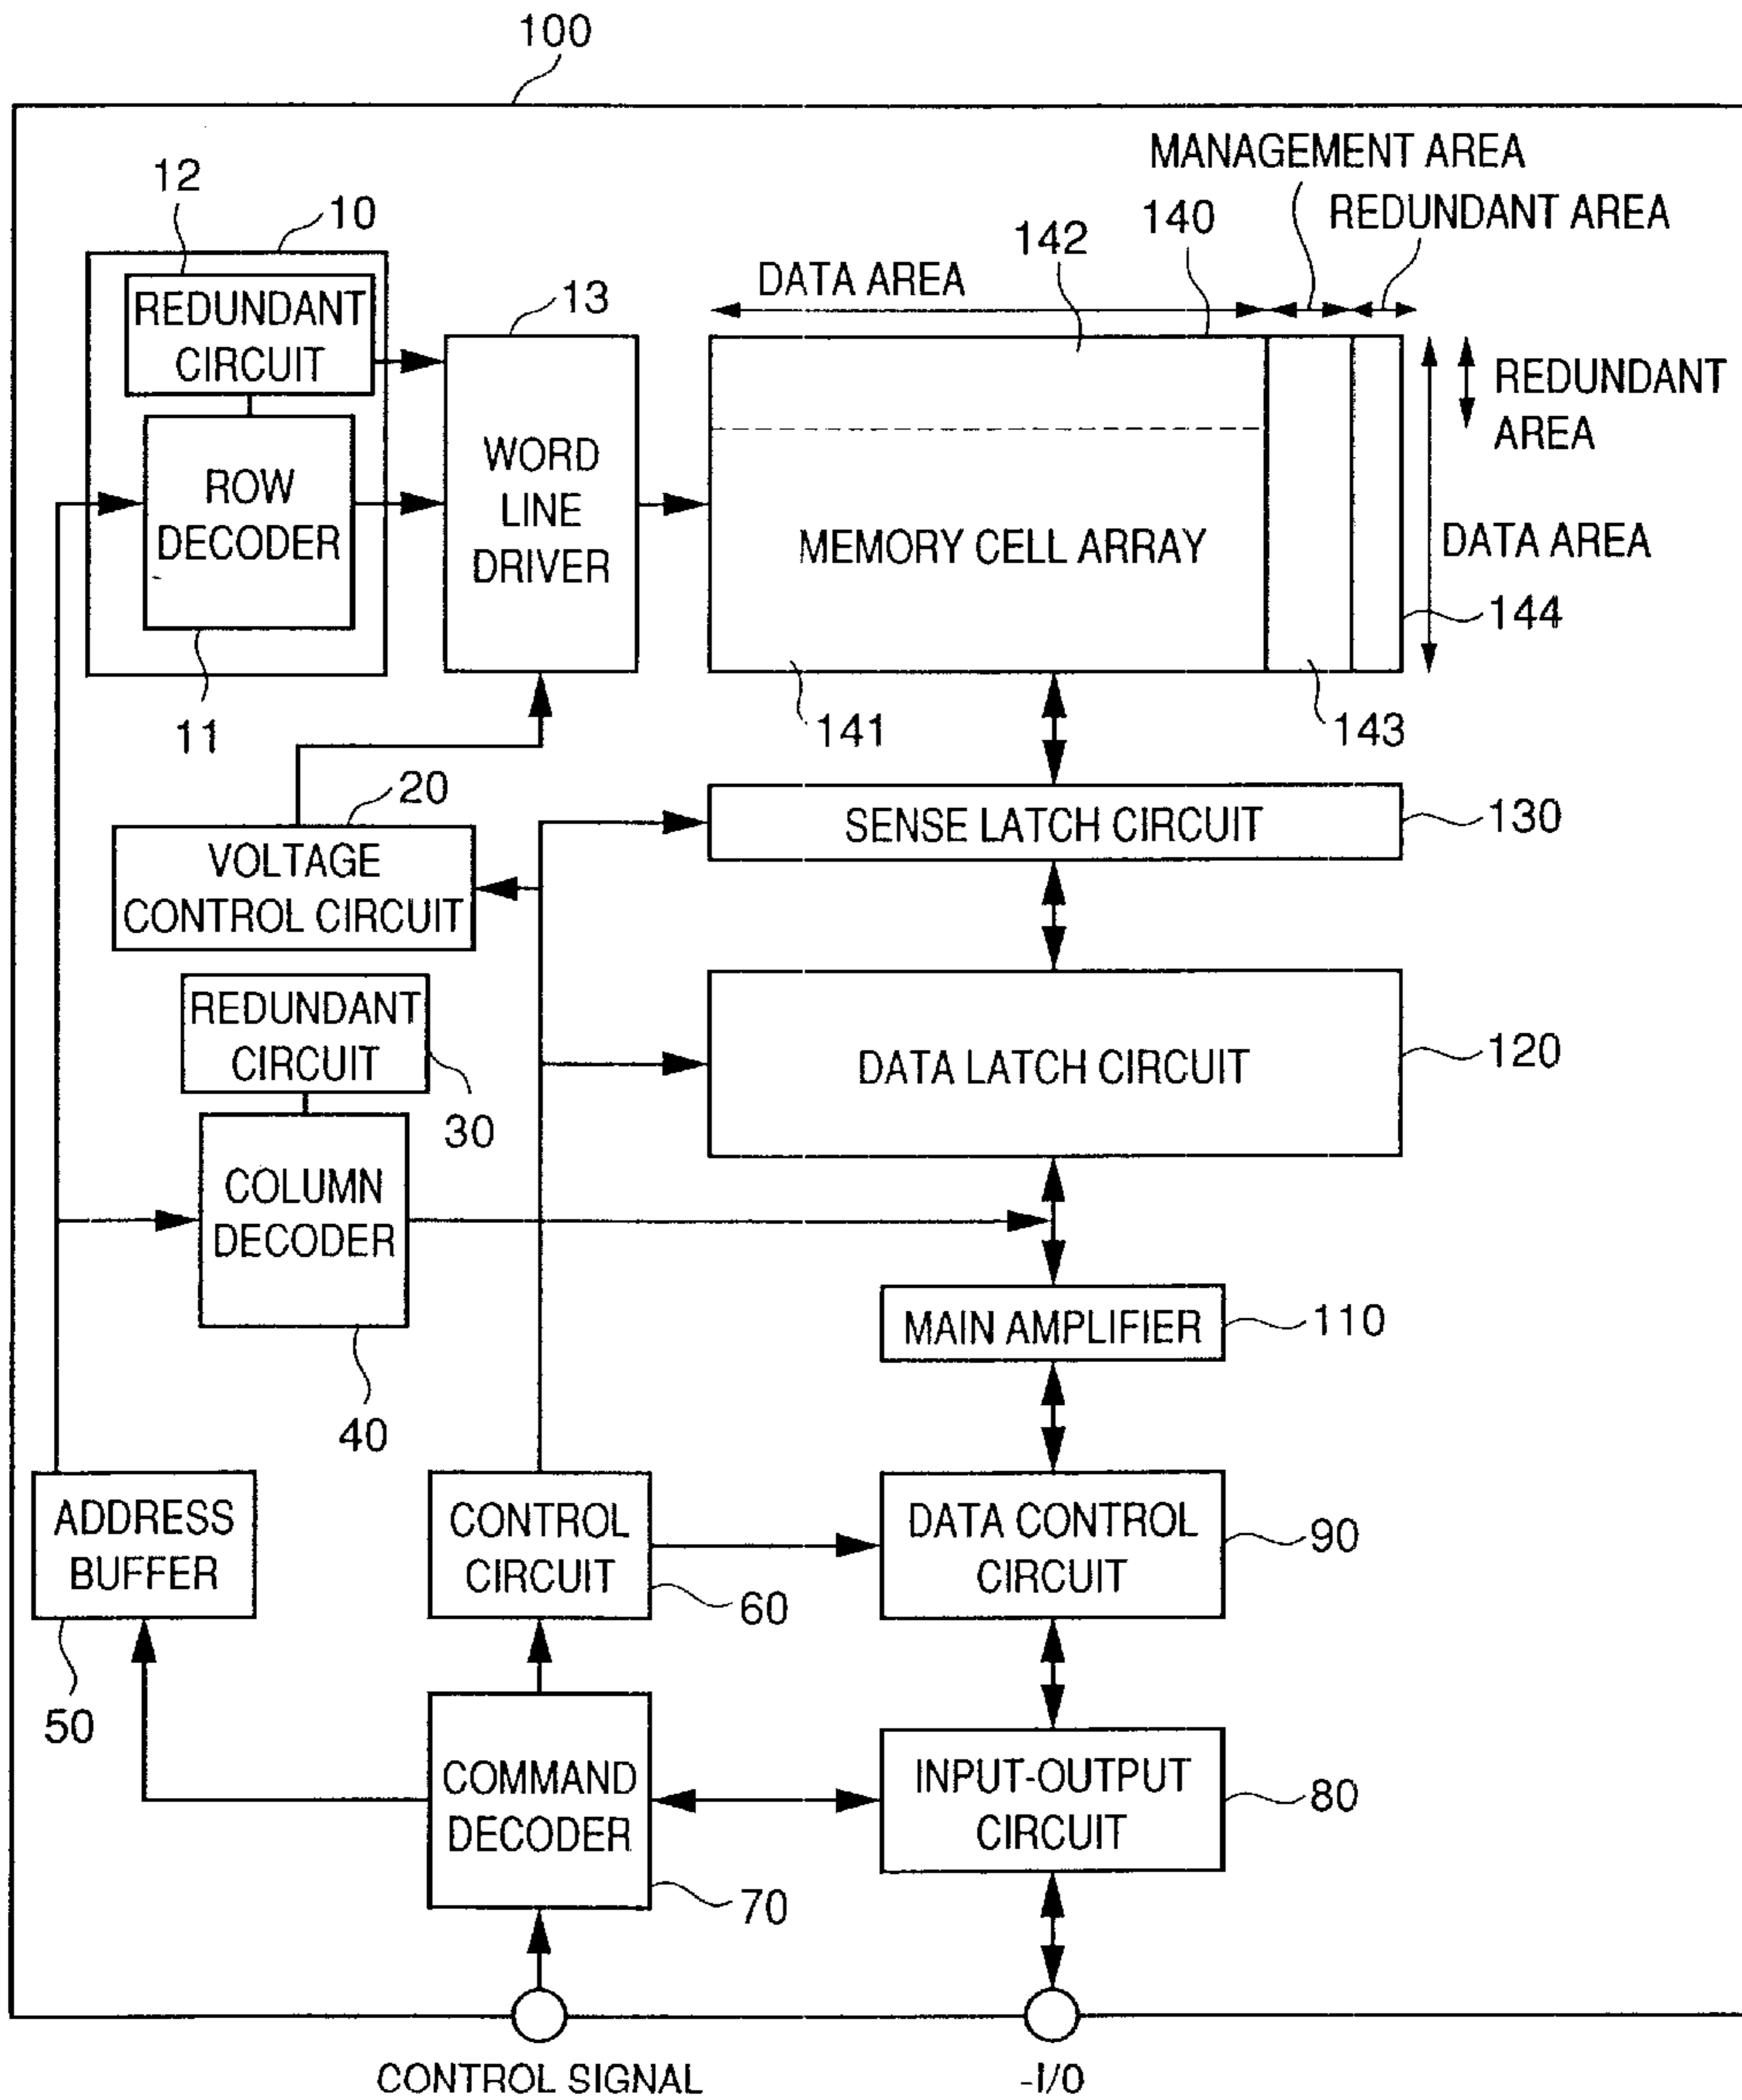 100
MANAGEMENT AREA
12
10
140
REDUNDANT AREA
142
DATA AREA
13
REDUNDANT
CIRCUIT
REDUNDANT
AREA
WORD
LINE
DRIVER
ROW
DECODER
MEMORY CELL ARRAY
DATA AREA
144
11
141
143
20
SENSE LATCH CIRCUIT
130
VOLTAGE
CONTROL CIRCUIT
REDUNDANT
CIRCUIT
DATA LATCH CIRCUIT
120
30
COLUMN
DECODER
MAIN AMPLIFIER
110
40
ADDRESS
BUFFER
CONTROL
CIRCUIT
DATA CONTROL
CIRCUIT
90
60
50
COMMAND
DECODER
INPUT-OUTPUT
CIRCUIT
80
70
CONTROL SIGNAL
-I/0